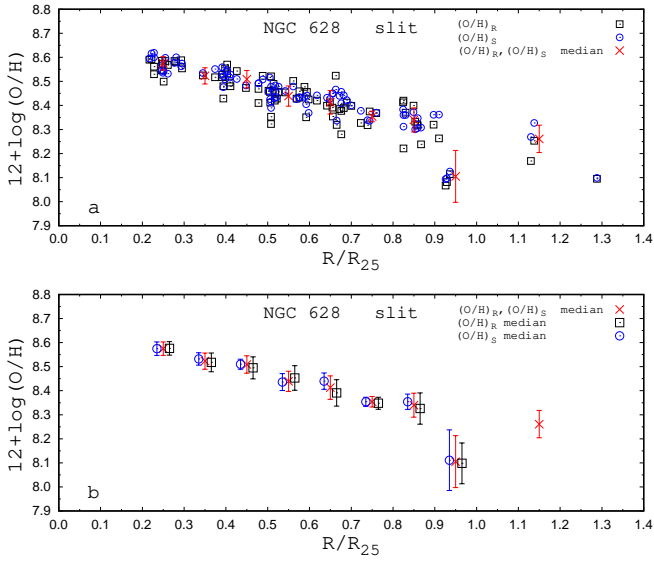 NGC 628 slit
(O/H)R
(O/H)S
(O/H)R,(O/H)S median
12+log(O/H)
8.8
8.7
8.6
8.5
8.4
8.3
8.2
8.1
8.0
7.9
a
0.0 0.1 0.2 0.3 0.4 0.5 0.6 0.7 0.8 0.9 1.0 1.1 1.2 1.3 1.4
R/R25
NGC 628 slit
(O/H)R,(O/H)S median
(O/H)R median
(O/H)S median
12+log(O/H)
8.8
8.7
8.6
8.5
8.4
8.3
8.2
8.1
8.0
7.9
b
0.0 0.1 0.2 0.3 0.4 0.5 0.6 0.7 0.8 0.9 1.0 1.1 1.2 1.3 1.4
R/R25